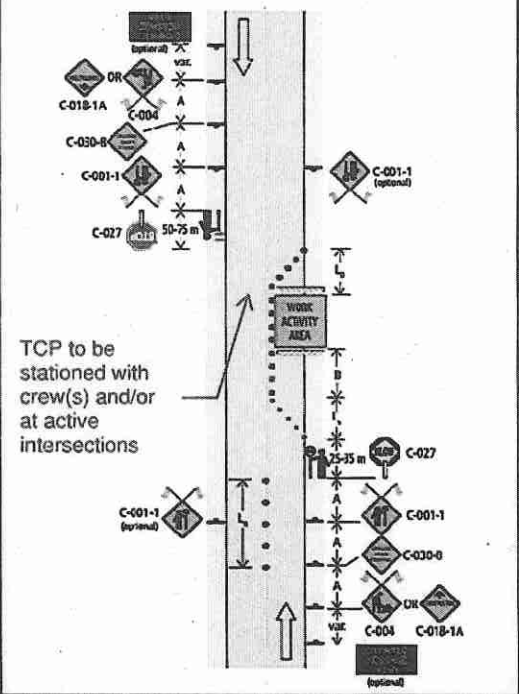 (optional)
var.
OR
C-018-1A
C-004
A
C-030-8
A
C-001-1
C-001-1
(optional)
A
C-027
50-75 m
L
WORK
ACTIVITY
AREA
TCP to be
stationed with
crew(s) and/or
at active
intersections
B
L
25-35 m
SLOW
C-027
A
C-001-1
(optional)
C-001-1
A
C-030-8
A
OR
var.
C-004
C-018-1A
(optional)